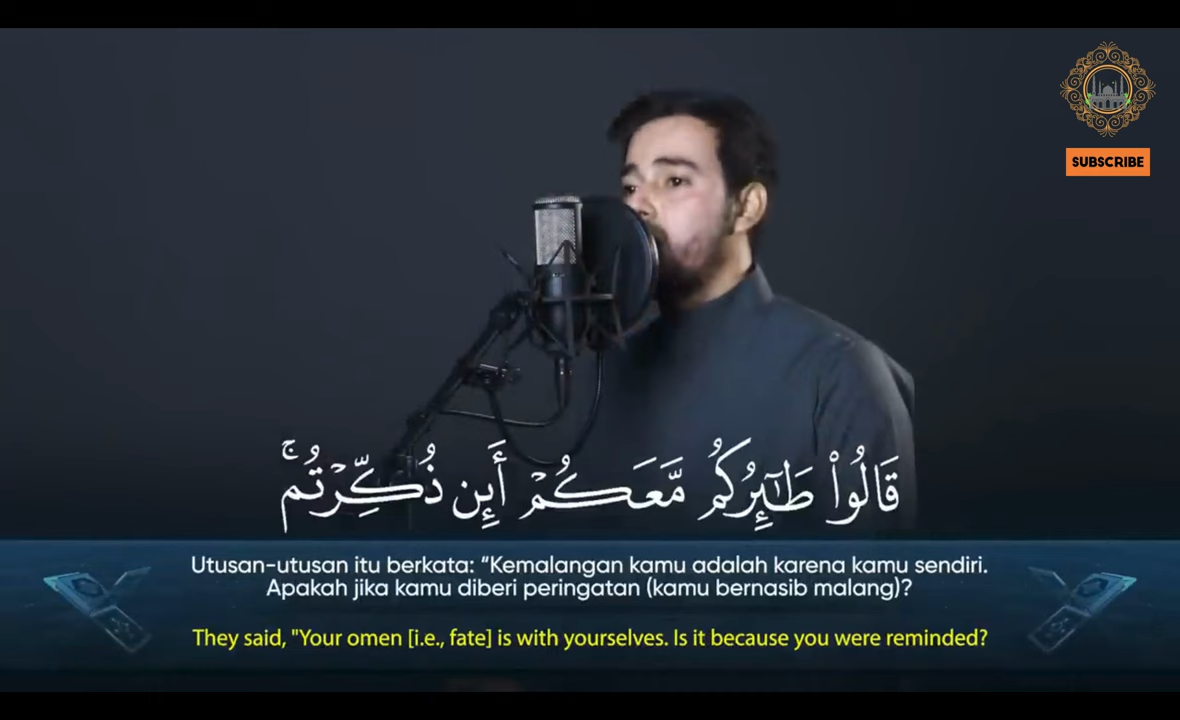 SUBSCRIBE
قَالُوا۟ طَـٰٓئِرُكُم مَّعَكُمْ أَئِن ذُكِّرْتُم ۚ
Utusan-utusan itu berkata: “Kemalangan kamu adalah karena kamu sendiri.
Apakah jika kamu diberi peringatan (kamu bernasib malang)?
They said, "Your omen [i.e., fate] is with yourselves. Is it because you were reminded?